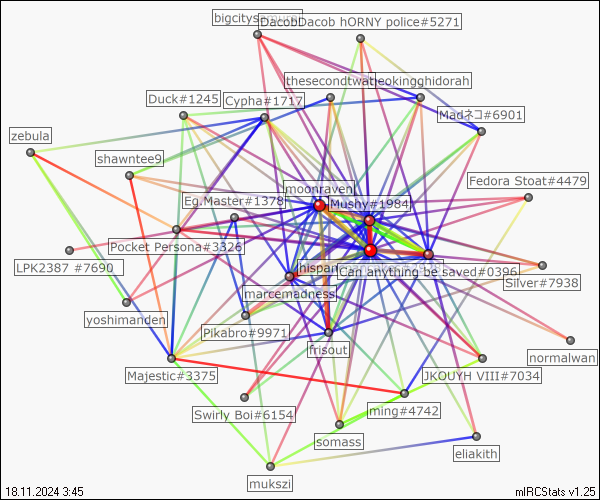 bigcitys
DacobDacob hORNY police#5271
thesecondtwat
eokingghidorah
Duck#1245
Cypha#1717
Madネコ#6901
zebula
shawntee9
Fedora Stoat#4479
moonraven
Eg.Master#1378
Mushy#1984
Pocket Persona#3326
LPK2387 #7690
hispan
Can anything be saved#0396
Silver#7938
marcemadness
yoshimanden
Pikabro#9971
frisout
normalwan
Majestic#3375
JKOUYH VIII#7034
Swirly Boi#6154
ming#4742
somass
eliakith
mukszi
18.11.2024 3:45
mIRCStats v1.25